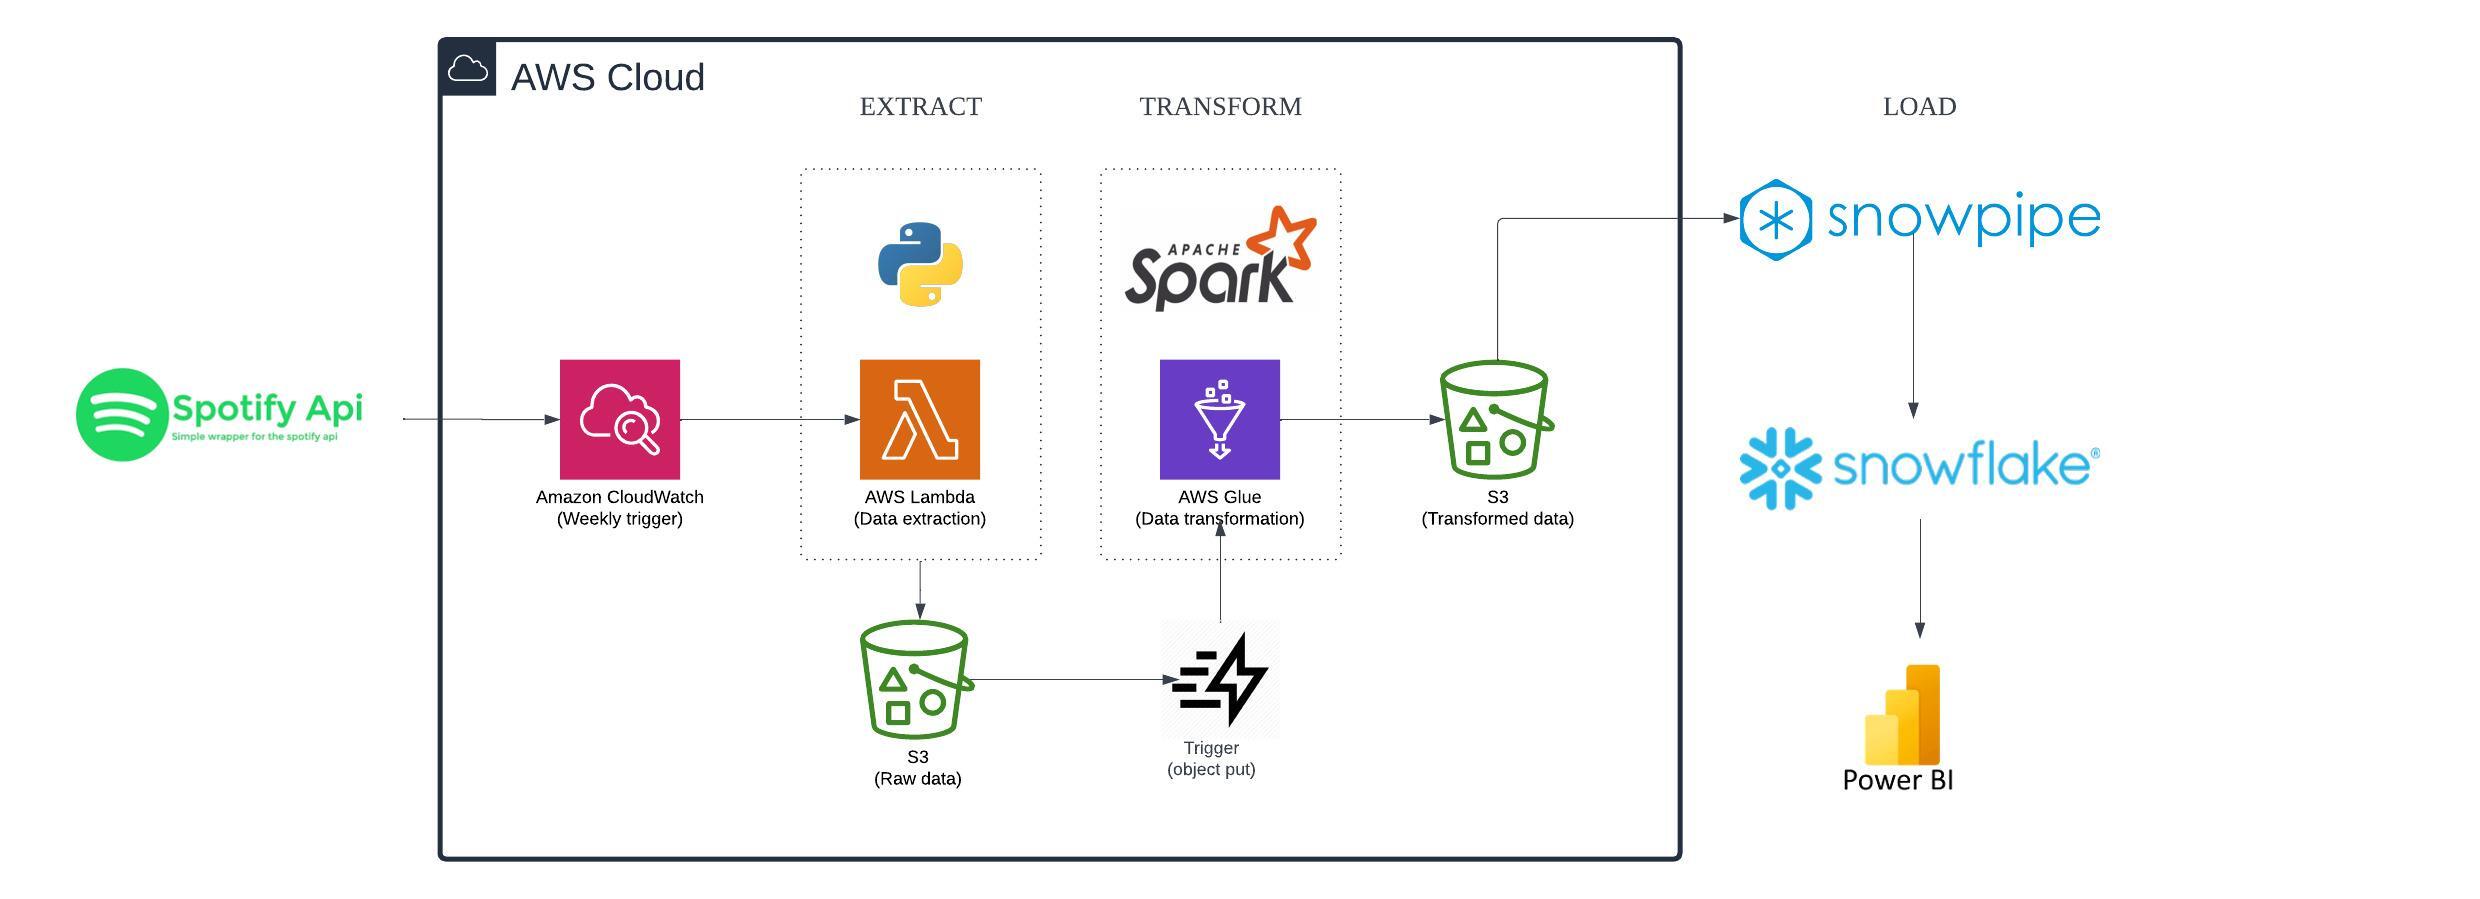 AWS Cloud
EXTRACT
TRANSFORM
LOAD
APACHE
Spark
snowpipe
Spotify Api
Simple wrapper for the spotify api
Amazon CloudWatch
(Weekly trigger)
AWS Lambda
(Data extraction)
AWS Glue
(Data transformation)
S3
(Transformed data)
snowflake®
S3
(Raw data)
Trigger
(object put)
Power BI